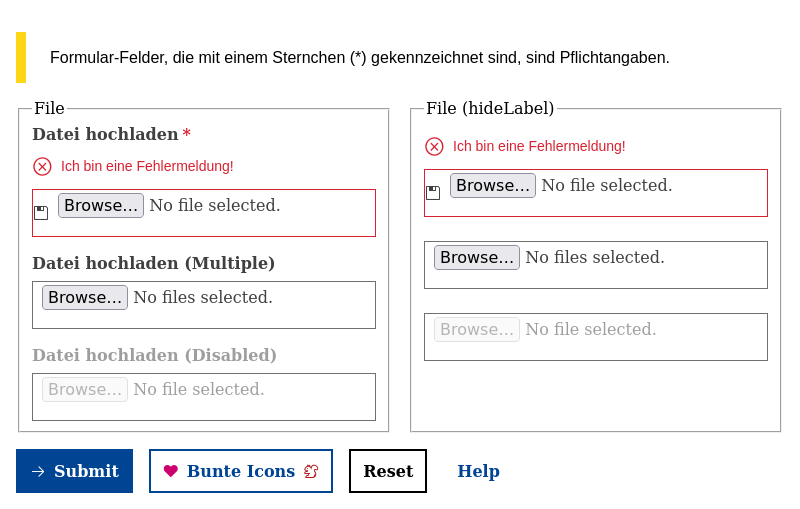 Formular-Felder, die mit einem Sternchen (*) gekennzeichnet sind, sind Pflichtangaben.
File
Datei hochladen *
Ich bin eine Fehlermeldung!
Browse... No file selected.
Datei hochladen (Multiple)
Browse... No files selected.
Datei hochladen (Disabled)
Browse... No file selected.
File (hideLabel)
Ich bin eine Fehlermeldung!
Browse... No file selected.
Browse... No files selected.
Browse... No file selected.
Submit Bunte Icons Reset Help